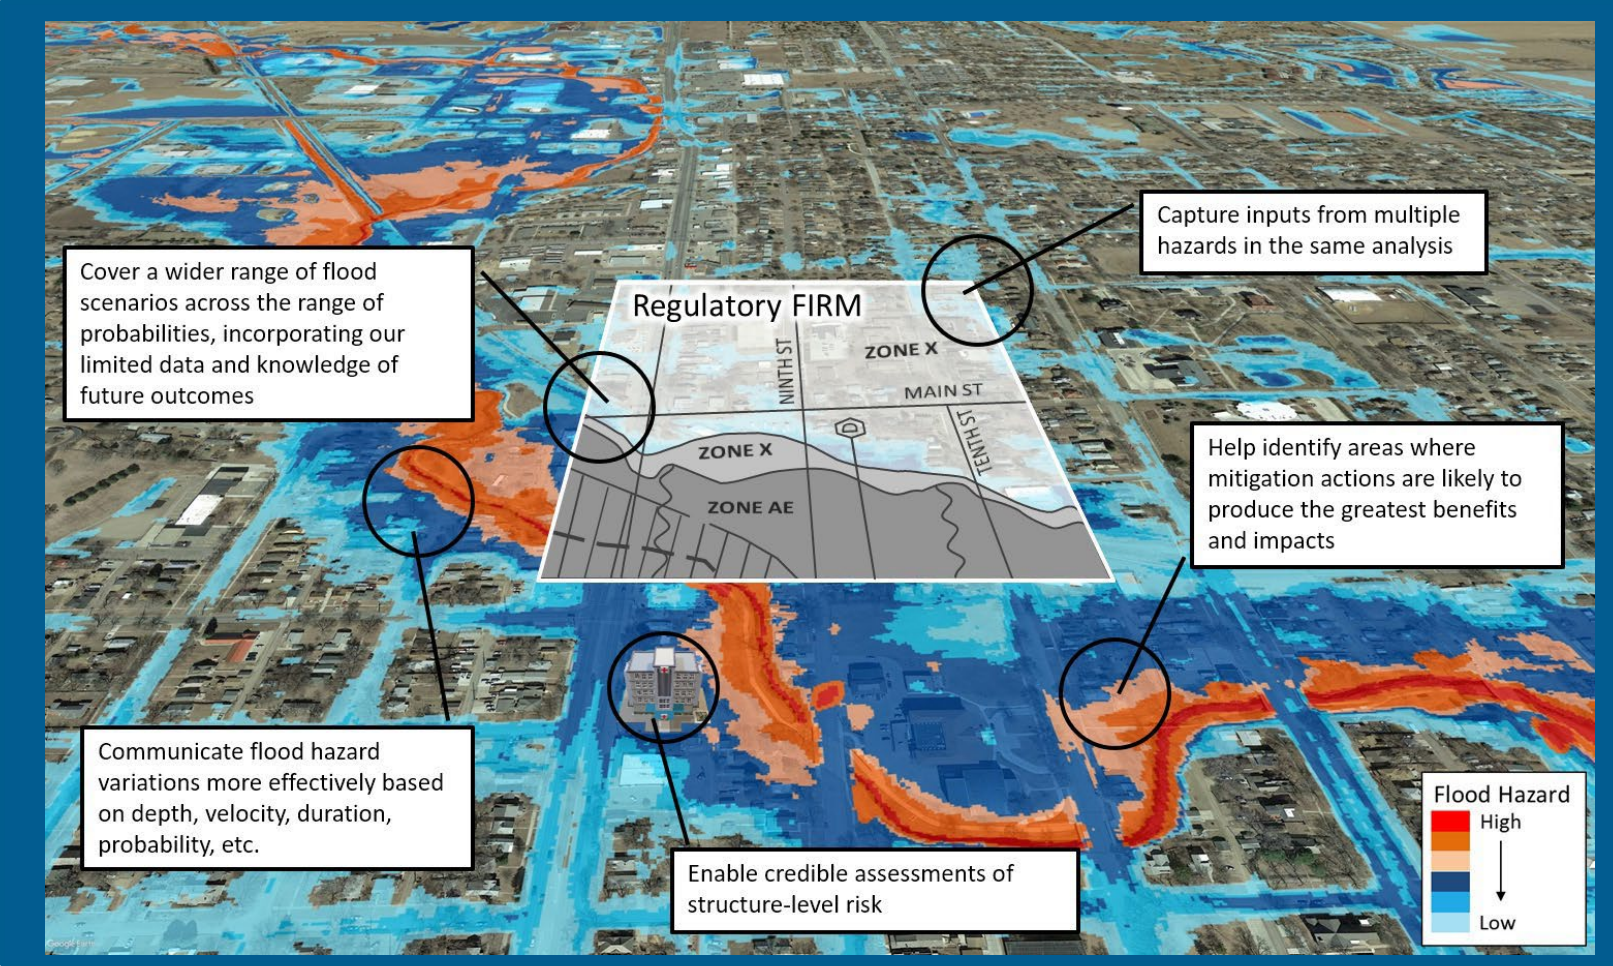 Capture inputs from multiple
hazards in the same analysis
Cover a wider range of flood
scenarios across the range of
probabilities, incorporating our
limited data and knowledge of
future outcomes
Regulatory FIRM
ZONE X
NINTH ST
MAIN ST
TENTH ST
D
ZONE X
ZONE AE
Help identify areas where
mitigation actions are likely to
produce the greatest benefits
and impacts
Communicate flood hazard
variations more effectively based
on depth, velocity, duration,
probability, etc.
Enable credible assessments of
structure-level risk
Flood Hazard
High
Low
Google Earth